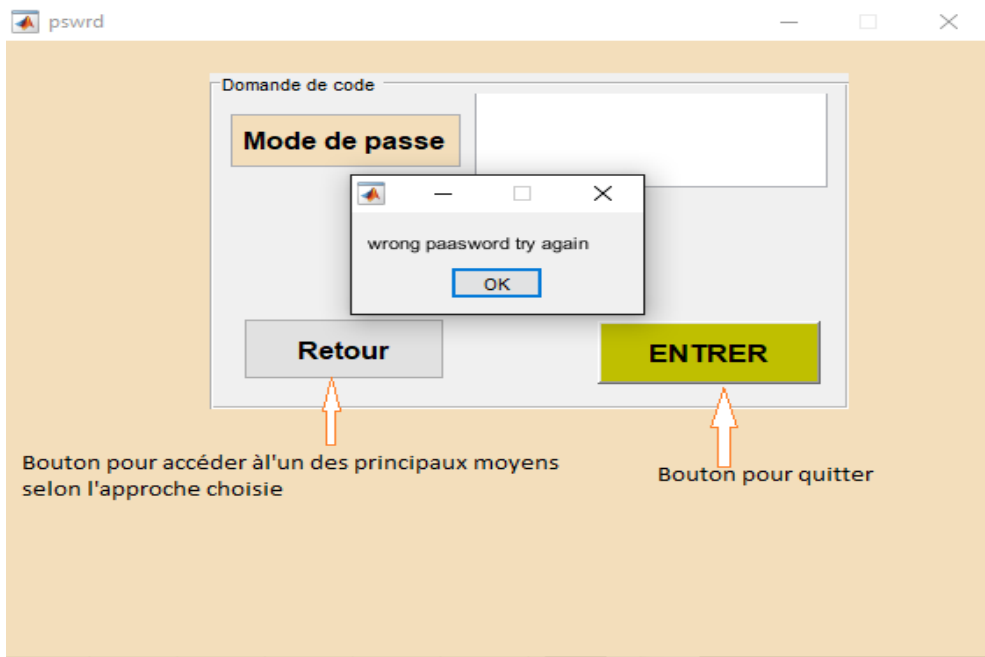 pswrd
Domande de code
Mode de passe
wrong paasword try again
OK
Retour
ENTRER
Bouton pour accéder àl'un des principaux moyens
selon l'approche choisie
Bouton pour quitter